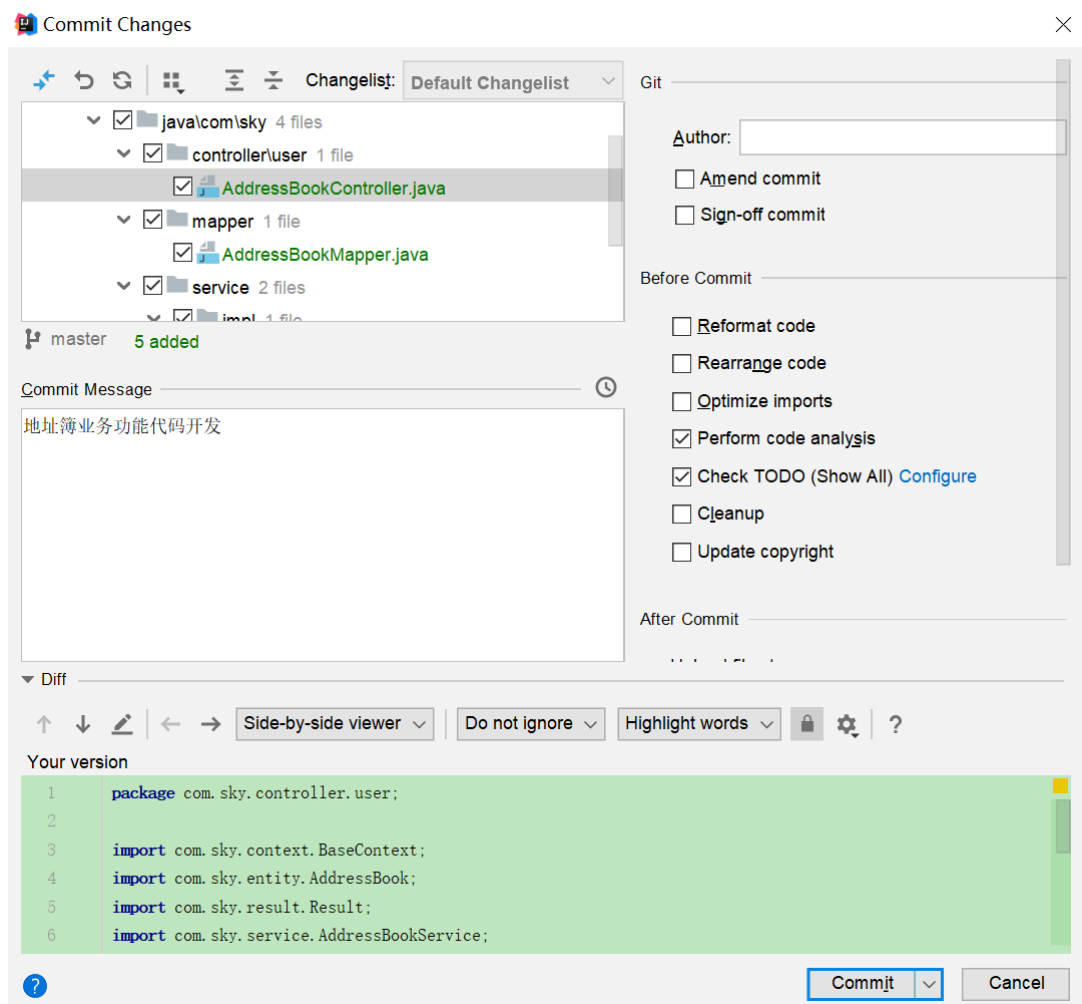 Commit Changes
Changelist: Default Changelist
java\com\sky 4 files
controller\user 1 file
AddressBookController.java
mapper 1 file
AddressBookMapper.java
service 2 files
impl 1 file
master 5 added
Commit Message
地址簿业务功能代码开发
Git
Author:
Amend commit
Sign-off commit
Before Commit
Reformat code
Rearrange code
Optimize imports
Perform code analysis
Check TODO (Show All) Configure
Cleanup
Update copyright
After Commit
Diff
Side-by-side viewer Do not ignore Highlight words ?
Your version
1 package com.sky.controller.user;
2
3 import com.sky.context.BaseContext;
4 import com.sky.entity.AddressBook;
5 import com.sky.result.Result;
6 import com.sky.service.AddressBookService;
? Commit Cancel